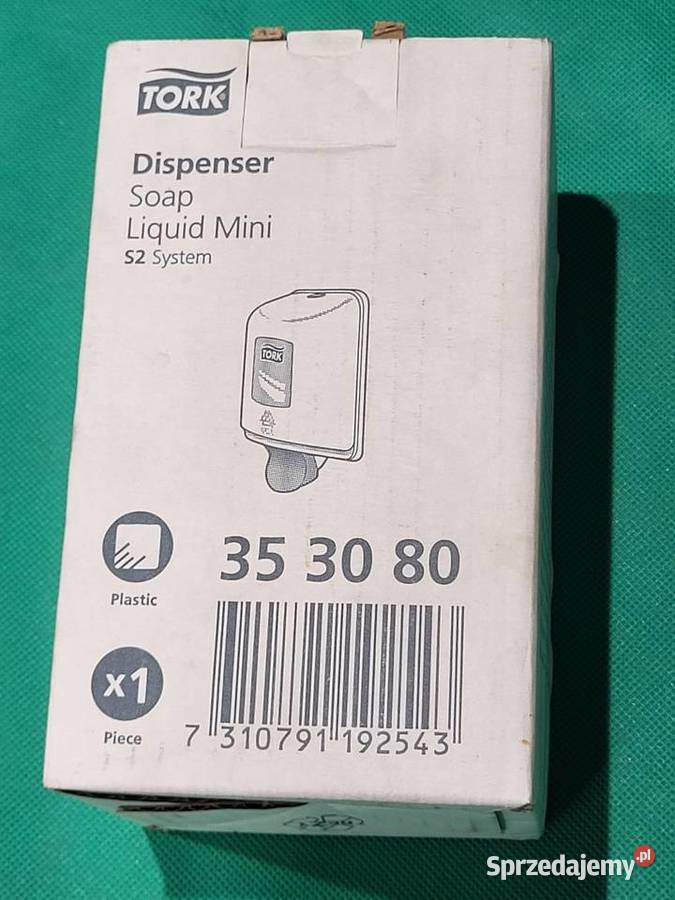 TORK
Dispenser
Soap
Liquid Mini
S2 System
TORK
35 30 80
Plastic
x1
Piece
7 310791 192543
Sprzedajemy.pl